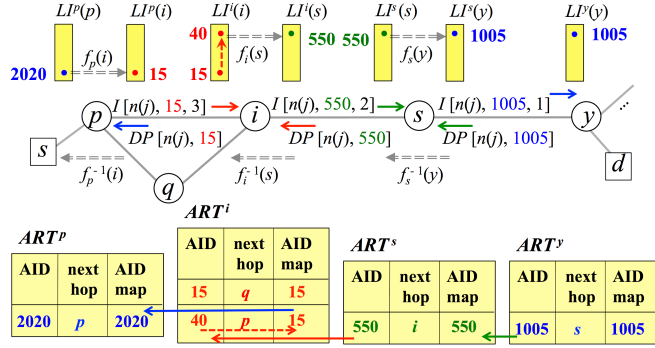 LIᵖ(p) LIᵖ(i) LIⁱ(i) LIⁱ(s) LIˢ(s) LIˢ(y) LIʸ(y)
40 550 550 1005 1005
fₚ(i) fᵢ(s) fₛ(y)
2020 15 15
I [n(j), 15, 3] I [n(j), 550, 2] I [n(j), 1005, 1] ...
p i s y
DP [n(j), 15] DP [n(j), 550] DP [n(j), 1005]
s d
fₚ⁻¹(i) fᵢ⁻¹(s) fₛ⁻¹(y)
q
ARTᵖ
AID next hop AID map
2020 p 2020
ARTⁱ
AID next hop AID map
15 q 15
40 p 15
ARTˢ
AID next hop AID map
550 i 550
ARTʸ
AID next hop AID map
1005 s 1005